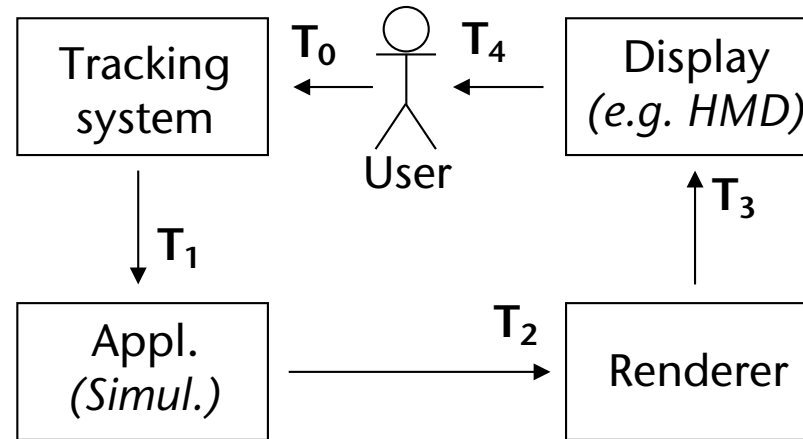 Tracking
system
T₀
User
T₄
Display
(e.g. HMD)
T₁
T₃
Appl.
(Simul.)
T₂
Renderer